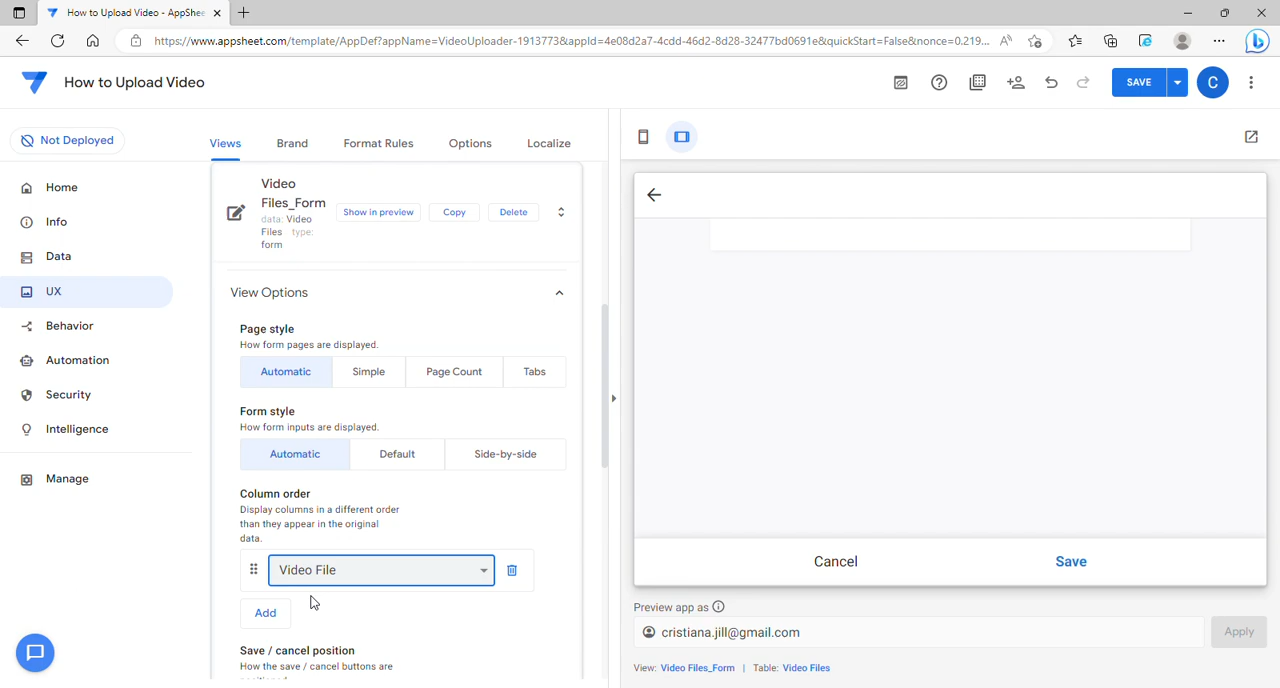 How to Upload Video - AppShee
https://www.appsheet.com/template/AppDef?appName=VideoUploader-1913773&appId=4e08d2a7-4cdd-46d2-8d28-32477bd0691e&quickStart=False&nonce=0.219...
How to Upload Video
SAVE
C
Not Deployed
Views Brand Format Rules Options Localize
Home
Info
Data
UX
Behavior
Automation
Security
Intelligence
Manage
Video
Files_Form
data: Video
Files type:
form
Show in preview Copy Delete
View Options
Page style
How form pages are displayed.
Automatic Simple Page Count Tabs
Form style
How form inputs are displayed.
Automatic Default Side-by-side
Column order
Display columns in a different order
than they appear in the original
data.
Video File
Add
Save / cancel position
How the save / cancel buttons are
Cancel Save
Preview app as
cristiana.jill@gmail.com
Apply
View: Video Files_Form | Table: Video Files